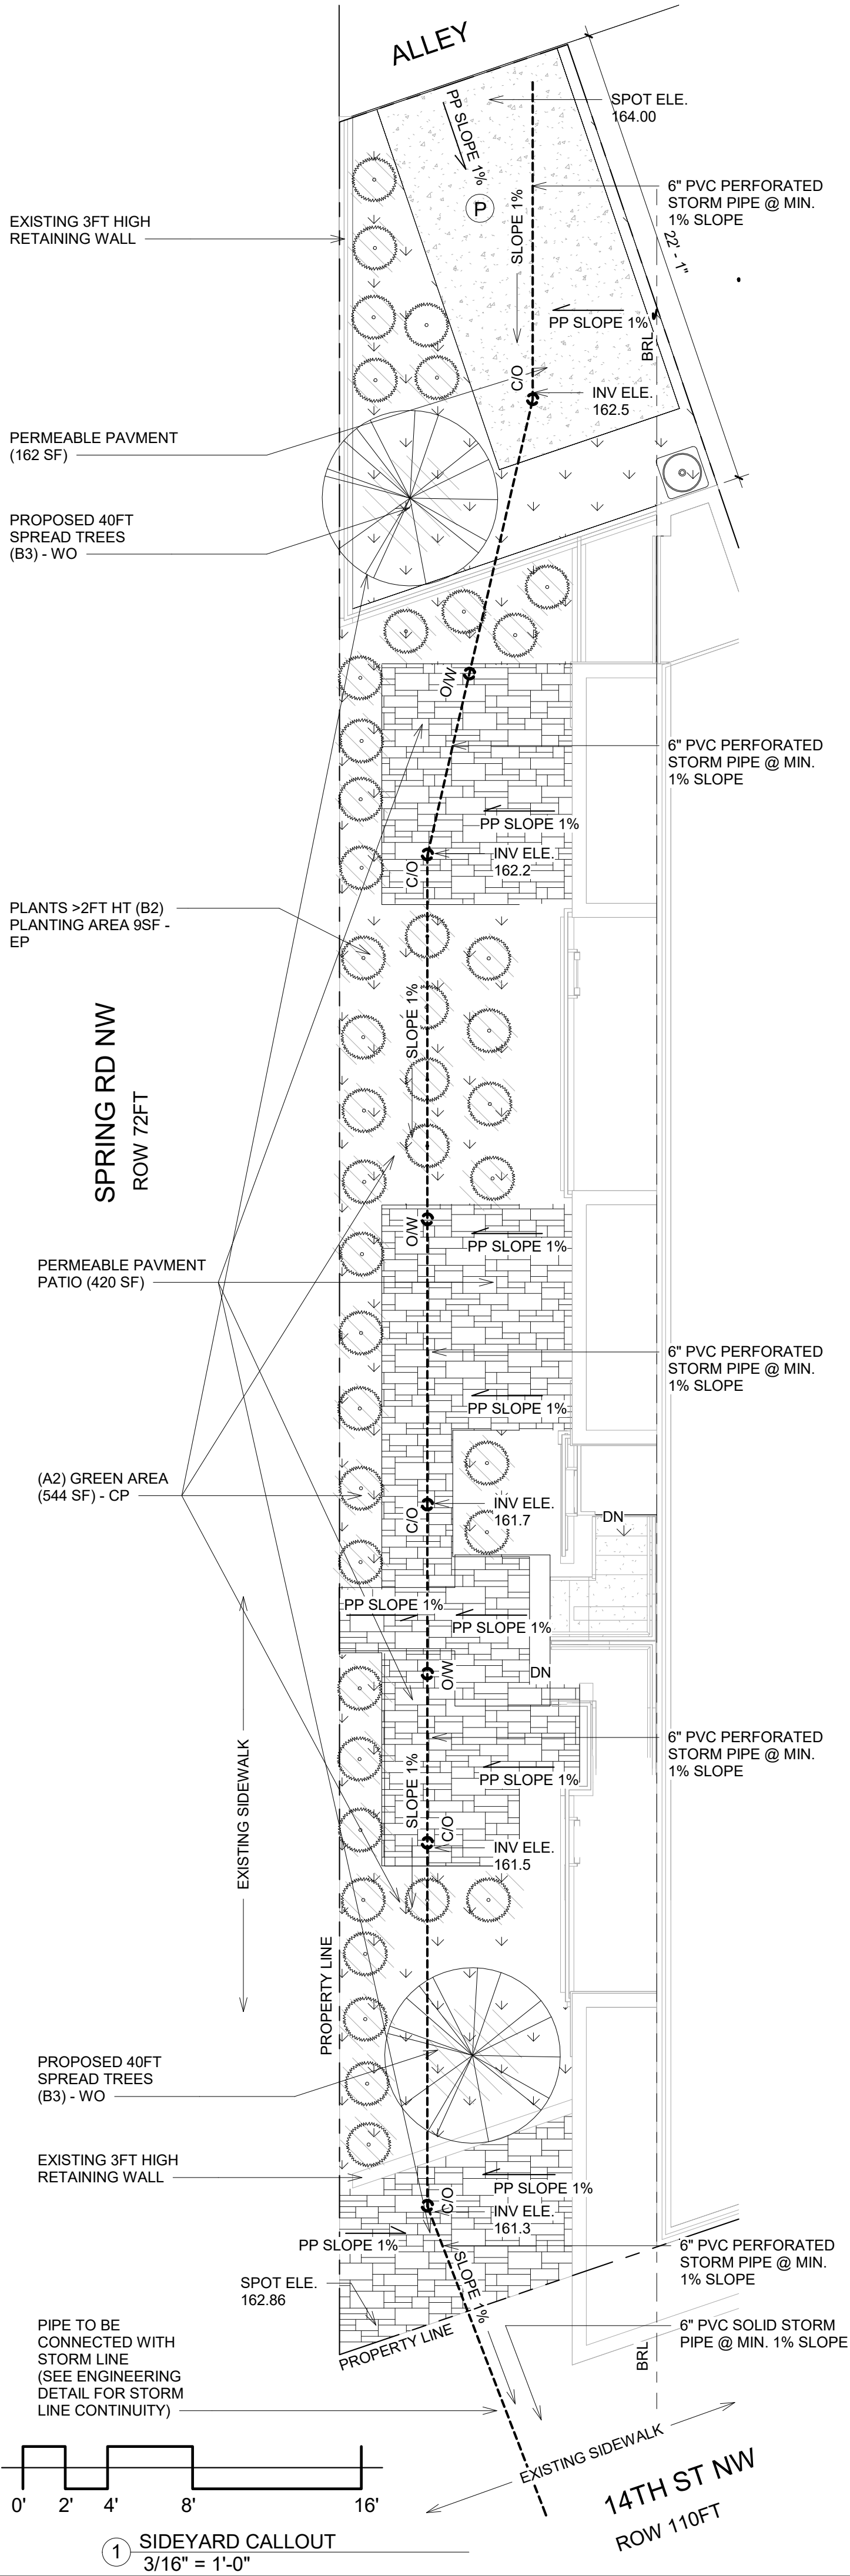 ALLEY
SPOT ELE.
164.00
PP SLOPE 1%
SLOPE 1%
P
6" PVC PERFORATED
STORM PIPE @ MIN.
1% SLOPE
EXISTING 3FT HIGH
RETAINING WALL
22' - 1"
PP SLOPE 1%
BRL
C/O
INV ELE.
162.5
PERMEABLE PAVMENT
(162 SF)
PROPOSED 40FT
SPREAD TREES
(B3) - WO
O/W
6" PVC PERFORATED
STORM PIPE @ MIN.
1% SLOPE
PP SLOPE 1%
C/O
INV ELE.
162.2
PLANTS >2FT HT (B2)
PLANTING AREA 9SF -
EP
SLOPE 1%
SPRING RD NW
ROW 72FT
O/W
PP SLOPE 1%
PERMEABLE PAVMENT
PATIO (420 SF)
6" PVC PERFORATED
STORM PIPE @ MIN.
1% SLOPE
PP SLOPE 1%
(A2) GREEN AREA
(544 SF) - CP
C/O
INV ELE.
161.7
DN
PP SLOPE 1%
PP SLOPE 1%
O/W
DN
6" PVC PERFORATED
STORM PIPE @ MIN.
1% SLOPE
EXISTING SIDEWALK
SLOPE 1%
PP SLOPE 1%
C/O
INV ELE.
161.5
PROPERTY LINE
PROPOSED 40FT
SPREAD TREES
(B3) - WO
EXISTING 3FT HIGH
RETAINING WALL
PP SLOPE 1%
C/O
INV ELE.
161.3
PP SLOPE 1%
SLOPE 1%
6" PVC PERFORATED
STORM PIPE @ MIN.
1% SLOPE
SPOT ELE.
162.86
PROPERTY LINE
6" PVC SOLID STORM
PIPE @ MIN. 1% SLOPE
BRL
PIPE TO BE
CONNECTED WITH
STORM LINE
(SEE ENGINEERING
DETAIL FOR STORM
LINE CONTINUITY)
EXISTING SIDEWALK
14TH ST NW
ROW 110FT
0' 2' 4' 8' 16'
1 SIDEYARD CALLOUT
3/16" = 1'-0"